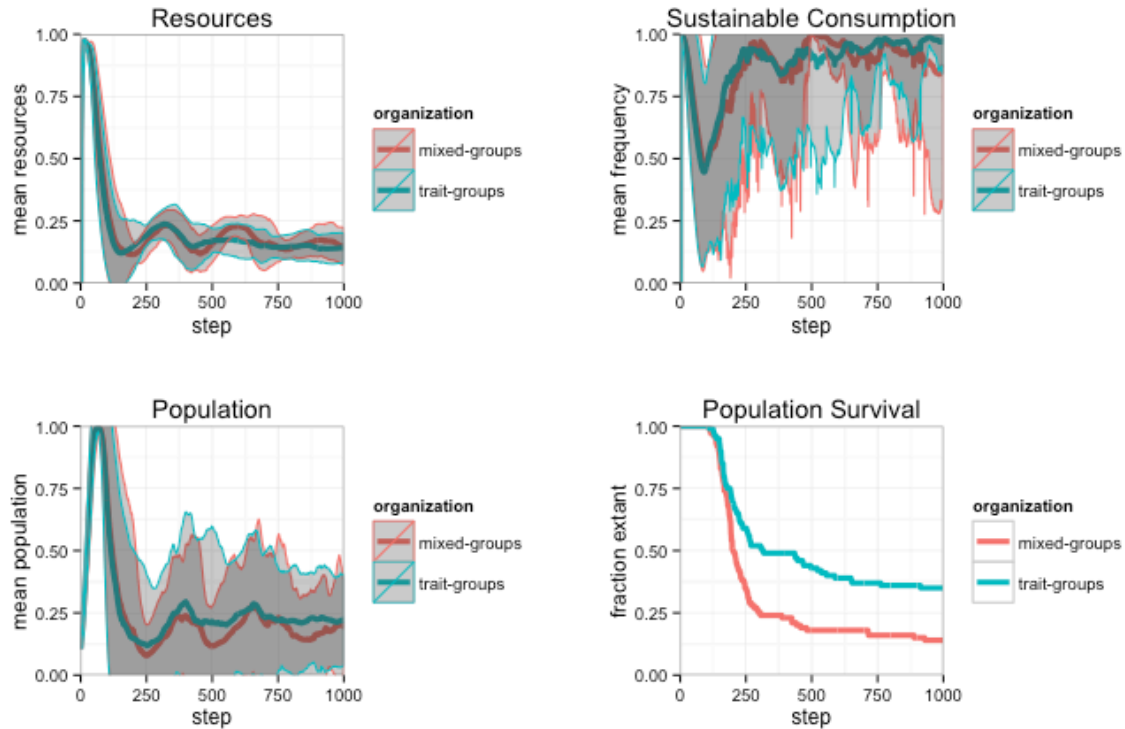 Resources
1.00
0.75
0.50
0.25
0.00
mean resources
0 250 500 750 1000
step
organization
mixed-groups
trait-groups
Sustainable Consumption
1.00
0.75
0.50
0.25
0.00
mean frequency
0 250 500 750 1000
step
organization
mixed-groups
trait-groups
Population
1.00
0.75
0.50
0.25
0.00
mean population
0 250 500 750 1000
step
organization
mixed-groups
trait-groups
Population Survival
1.00
0.75
0.50
0.25
0.00
fraction extant
0 250 500 750 1000
step
organization
mixed-groups
trait-groups